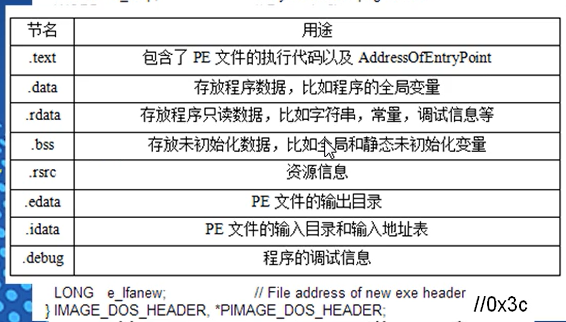 节名 用途
.text 包含了 PE 文件的执行代码以及 AddressOfEntryPoint
.data 存放程序数据，比如程序的全局变量
.rdata 存放程序只读数据，比如字符串，常量，调试信息等
.bss 存放未初始化数据，比如全局和静态未初始化变量
.rsrc 资源信息
.edata PE 文件的输出目录
.idata PE 文件的输入目录和输入地址表
.debug 程序的调试信息
LONG e_lfanew; // File address of new exe header
} IMAGE_DOS_HEADER, *PIMAGE_DOS_HEADER; //0x3c